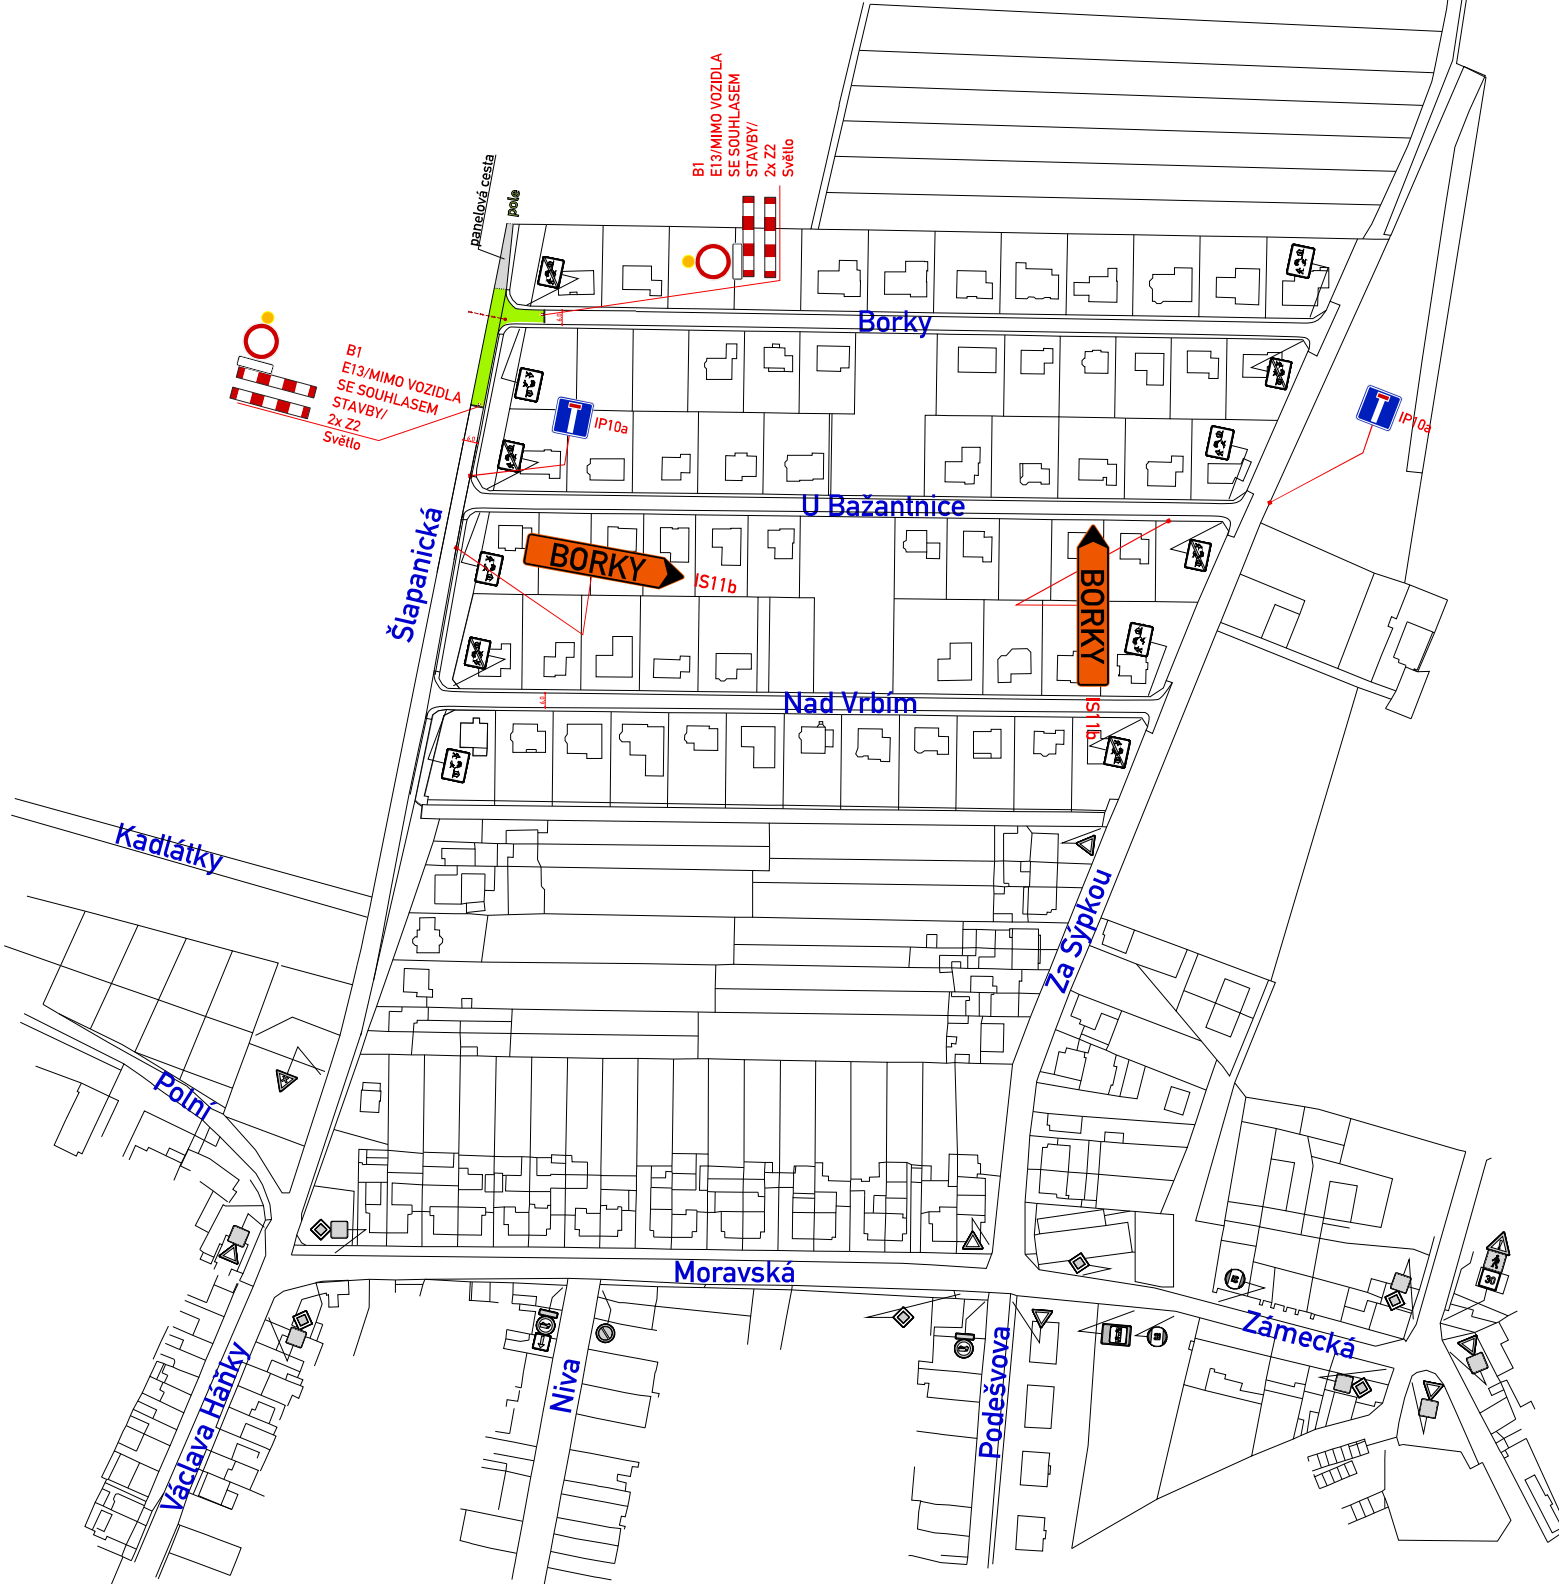 B1
E13/MIMO VOZIDLA
SE SOUHLASEM
STAVBY/
2x Z2
Světlo
panelová cesta
pole
Borky
B1
E13/MIMO VOZIDLA
SE SOUHLASEM
STAVBY/
2x Z2
Světlo
IP10a
IP10a
U Bažantnice
Šlapanická
BORKY
IS11b
BORKY
IS11b
Nad Vrbím
Kadlátky
Za Sýpkou
Polní
Moravská
30
Zámecká
Niva
Poděšvova
Václava Háňky